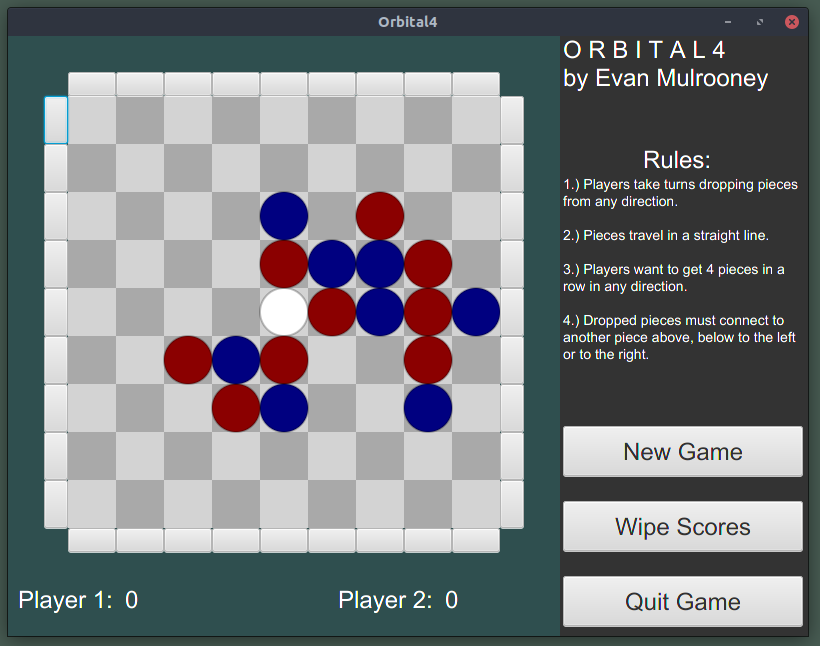 Orbital4
O R B I T A L 4
by Evan Mulrooney
Rules:
1.) Players take turns dropping pieces
from any direction.
2.) Pieces travel in a straight line.
3.) Players want to get 4 pieces in a
row in any direction.
4.) Dropped pieces must connect to
another piece above, below to the left
or to the right.
New Game
Wipe Scores
Quit Game
Player 1:  0
Player 2:  0